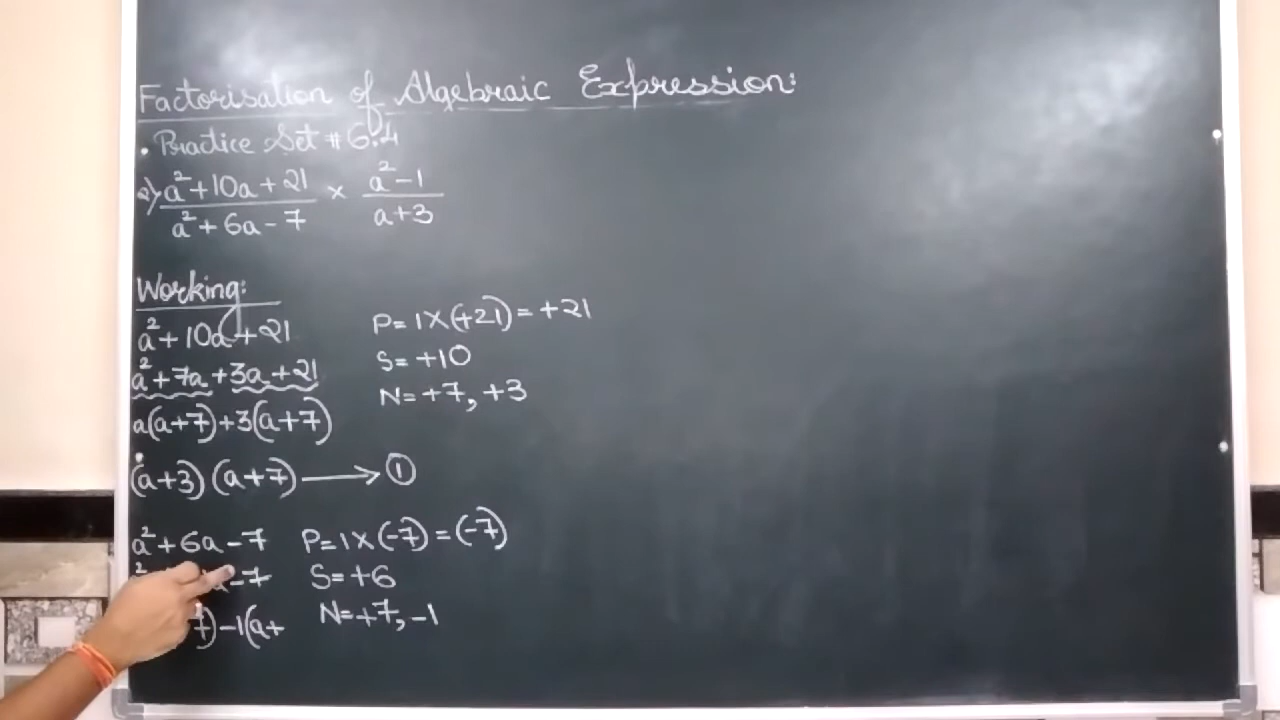 Factorisation of Algebraic Expression:
• Practice Set # 6.4
2) a²+10a+21 / a²+6a-7 × a²-1 / a+3
Working:
a²+10a+21
P= 1×(+21)=+21
a²+7a+3a+21
S= +10
a(a+7)+3(a+7)
N= +7, +3
(a+3)(a+7) ⟶ ①
a²+6a-7 P= 1×(-7)=(-7)
a-7 S= +6
7)-1(a+ N= +7, -1